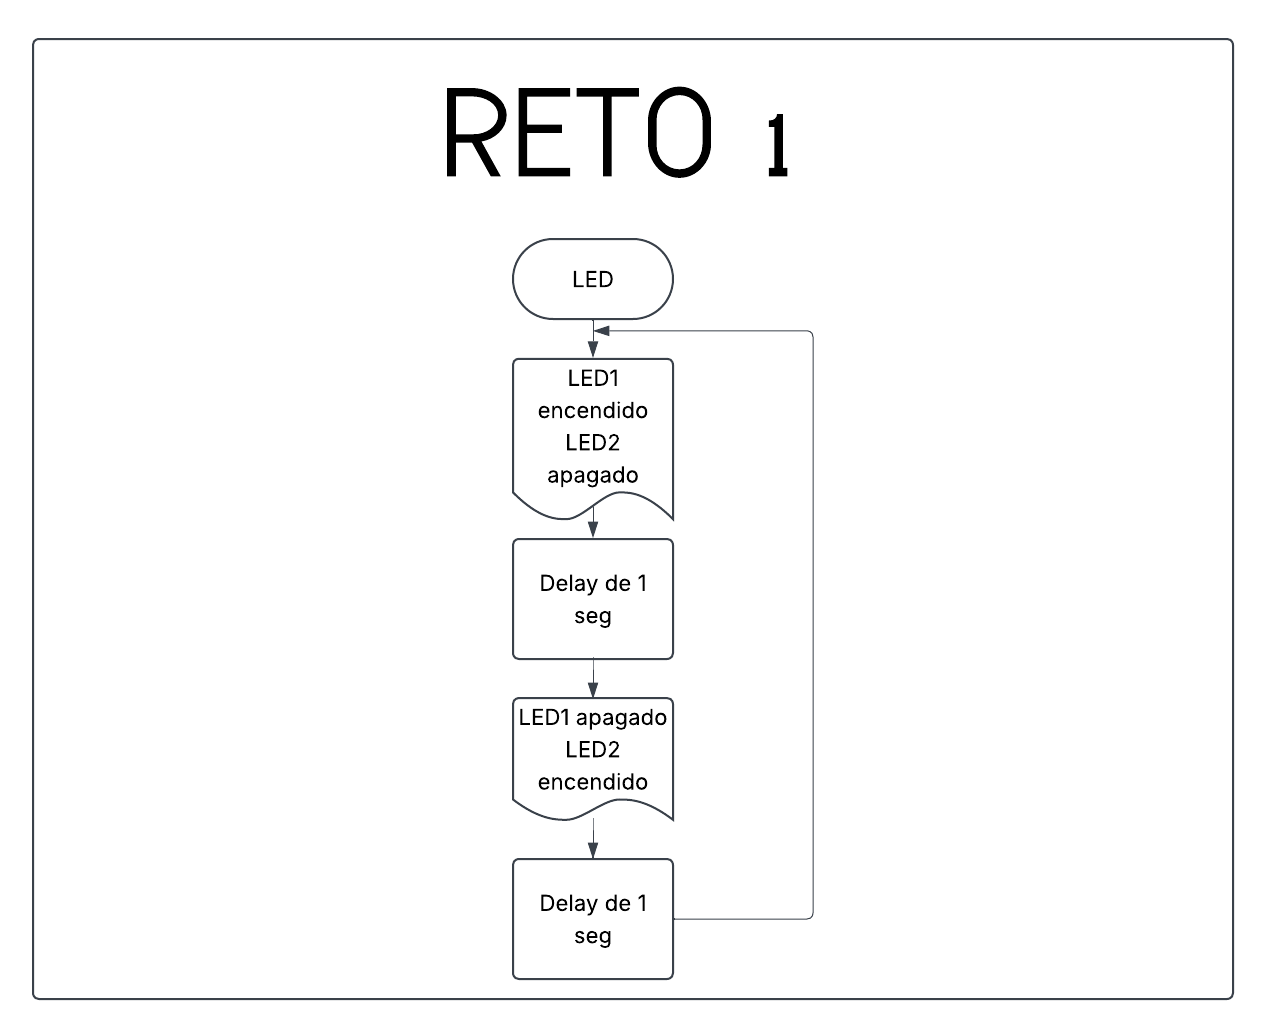 RETO 1
LED
LED1
encendido
LED2
apagado
Delay de 1
seg
LED1 apagado
LED2
encendido
Delay de 1
seg